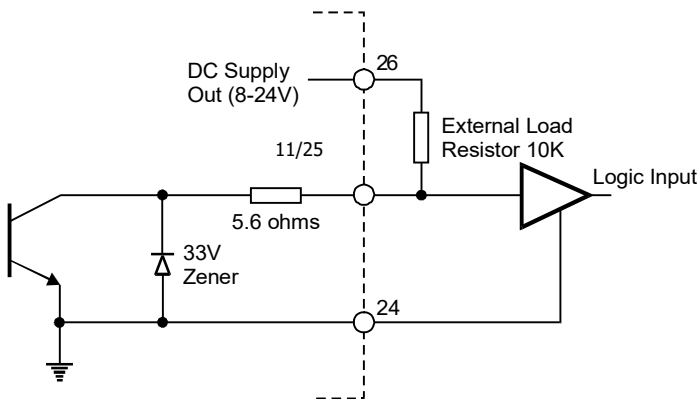 26
DC Supply
Out (8-24V)
External Load
Resistor 10K
11/25
Logic Input
5.6 ohms
33V
Zener
24